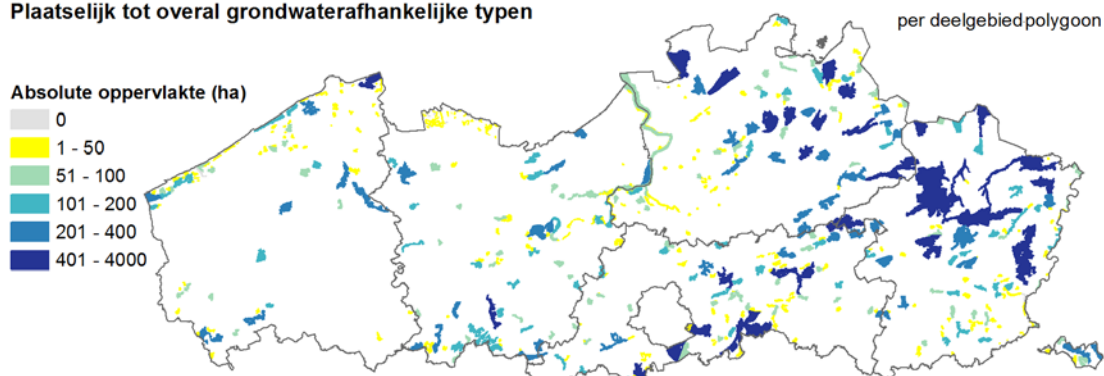 Plaatselijk tot overal grondwaterafhankelijke typen
per deelgebiedpolygoon
Absolute oppervlakte (ha)
0
1 - 50
51 - 100
101 - 200
201 - 400
401 - 4000